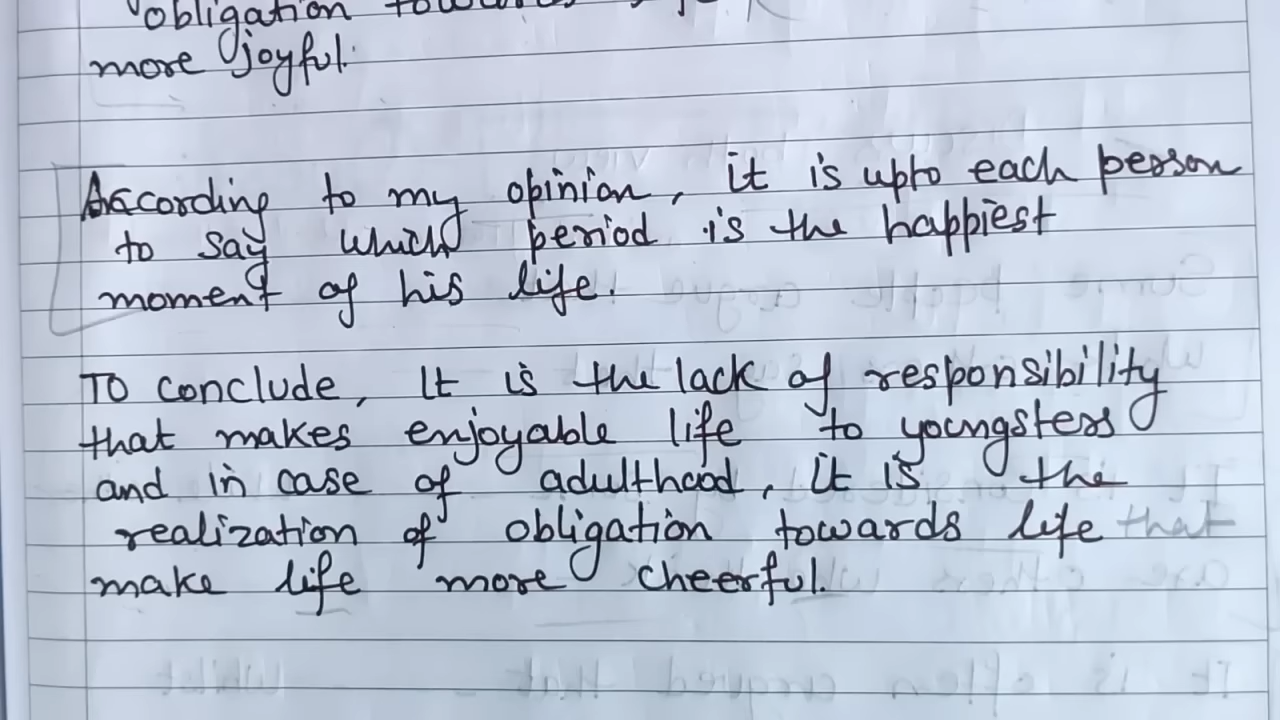 obligation towards
more joyful.
According to my opinion, it is upto each person
to say which period is the happiest
moment of his life.
To conclude, It is the lack of responsibility
that makes enjoyable life to youngsters
and in case of adulthood, it is the
realization of obligation towards life that
make life more cheerful.